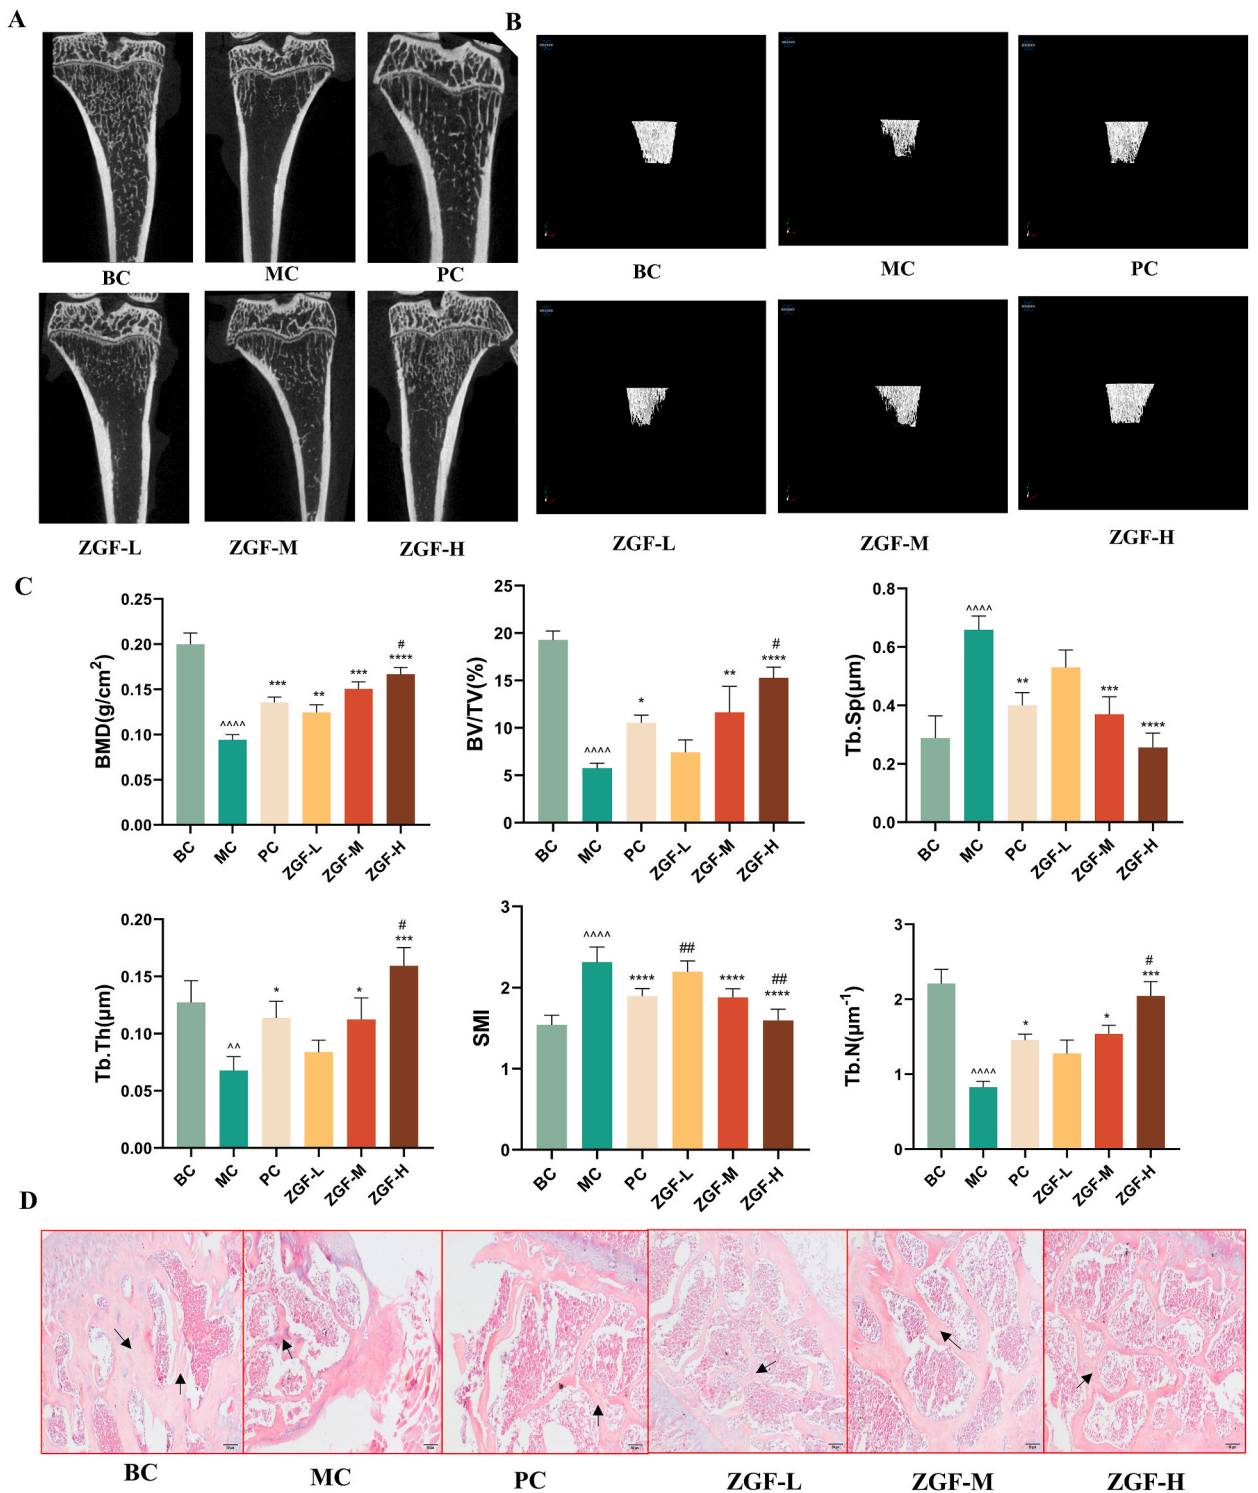 A
B
BC
MC
PC
BC
MC
PC
ZGF-L
ZGF-M
ZGF-H
ZGF-L
ZGF-M
ZGF-H
C
BMD(g/cm²)
0.25
0.20
0.15
0.10
0.05
0.00
^^^^
***
**
***
#
****
BC
MC
PC
ZGF-L
ZGF-M
ZGF-H
BV/TV(%)
25
20
15
10
5
0
^^^^
*
**
#
****
BC
MC
PC
ZGF-L
ZGF-M
ZGF-H
Tb.Sp(μm)
0.8
0.6
0.4
0.2
0.0
^^^^
**
***
****
BC
MC
PC
ZGF-L
ZGF-M
ZGF-H
Tb.Th(μm)
0.20
0.15
0.10
0.05
0.00
^^
*
*
#
***
BC
MC
PC
ZGF-L
ZGF-M
ZGF-H
SMI
3
2
1
0
^^^^
****
##
****
##
****
BC
MC
PC
ZGF-L
ZGF-M
ZGF-H
Tb.N(μm⁻¹)
3
2
1
0
^^^^
*
*
#
***
BC
MC
PC
ZGF-L
ZGF-M
ZGF-H
D
BC
MC
PC
ZGF-L
ZGF-M
ZGF-H